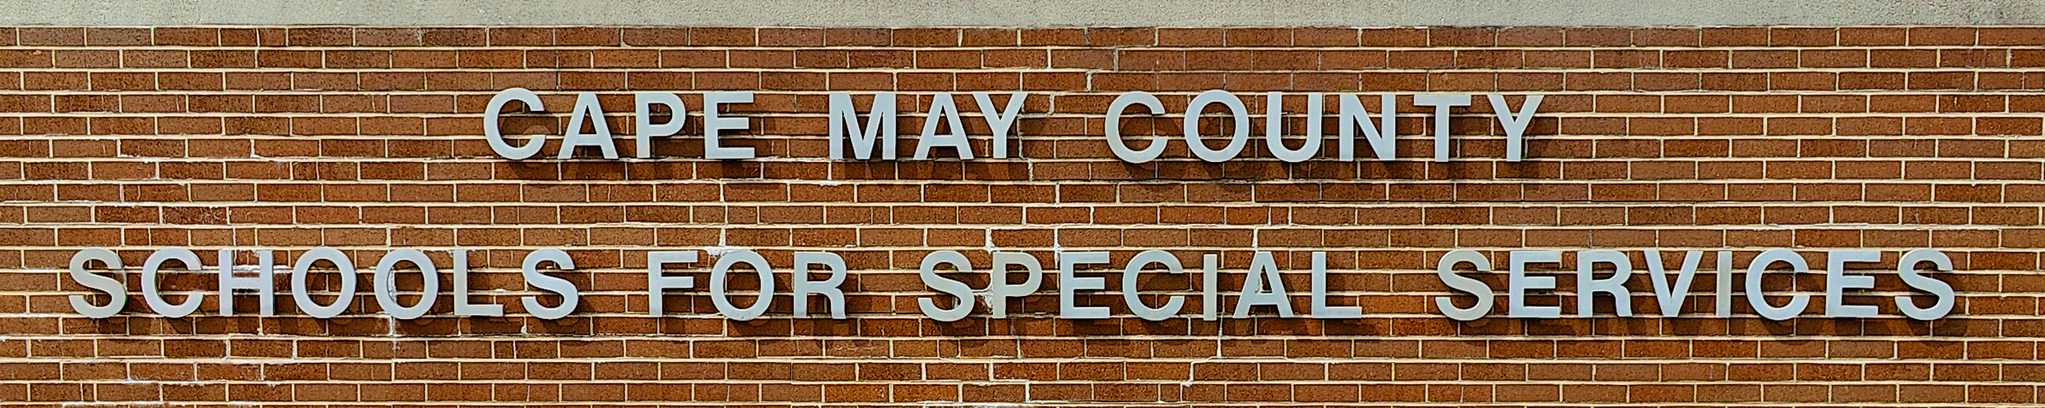 CAPE MAY COUNTY
SCHOOLS FOR SPECIAL SERVICES